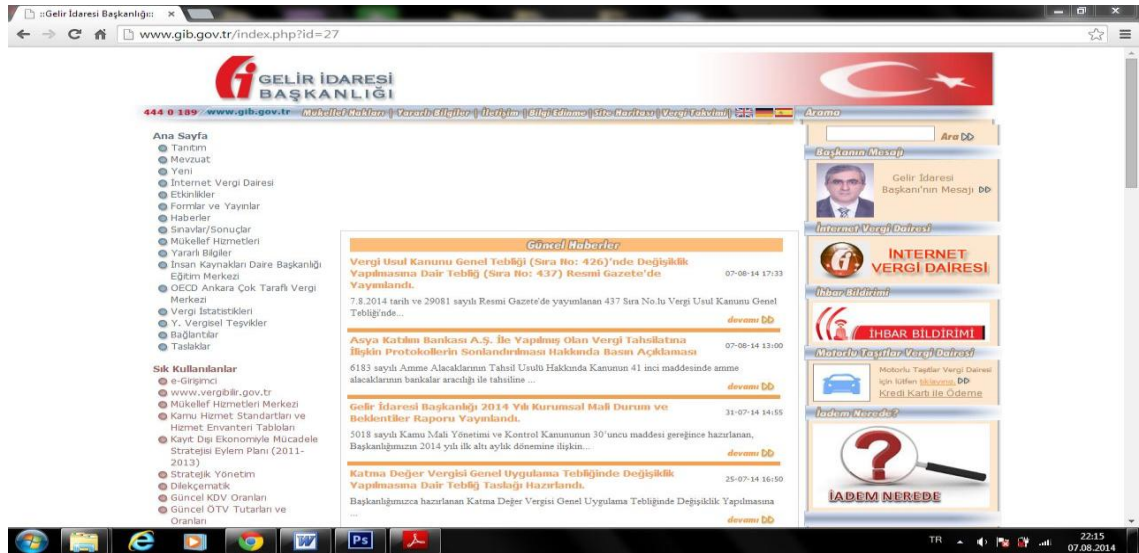 ::Gelir İdaresi Başkanlığı::
www.gib.gov.tr/index.php?id=27
GELİR İDARESİ
BAŞKANLIĞI
444 0 189 www.gib.gov.tr Mükellef Hakları | Yararlı Bilgiler | İletişim | Bilgi Edinme | Site Haritası | Vergi Takvimi | Arama
Ana Sayfa
Tanıtım
Mevzuat
Yeni
İnternet Vergi Dairesi
Etkinlikler
Formlar ve Yayınlar
Haberler
Sınavlar/Sonuçlar
Mükellef Hizmetleri
Yararlı Bilgiler
İnsan Kaynakları Daire Başkanlığı
Eğitim Merkezi
OECD Ankara Çok Taraflı Vergi
Merkezi
Vergi İstatistikleri
Y. Vergisel Teşvikler
Bağlantılar
Taslaklar
Sık Kullanılanlar
e-Girişimci
www.vergibilir.gov.tr
Mükellef Hizmetleri Merkezi
Kamu Hizmet Standartları ve
Hizmet Envanteri Tabloları
Kayıt Dışı Ekonomiyle Mücadele
Stratejisi Eylem Planı (2011-
2013)
Stratejik Yönetim
Dilekçematik
Güncel KDV Oranları
Güncel ÖTV Tutarları ve
Oranları
Güncel Haberler
Vergi Usul Kanunu Genel Tebliği (Sıra No: 426)'nde Değişiklik
Yapılmasına Dair Tebliğ (Sıra No: 437) Resmi Gazete'de
Yayımlandı.
07-08-14 17:33
7.8.2014 tarih ve 29081 sayılı Resmi Gazete'de yayımlanan 437 Sıra No.lu Vergi Usul Kanunu Genel
Tebliği'nde...
devamı
Asya Katılım Bankası A.Ş. İle Yapılmış Olan Vergi Tahsilatına
İlişkin Protokollerin Sonlandırılması Hakkında Basın Açıklaması
07-08-14 13:00
6183 sayılı Amme Alacaklarının Tahsil Usulü Hakkında Kanunun 41 inci maddesinde amme
alacaklarının bankalar aracılığı ile tahsiline ...
devamı
Gelir İdaresi Başkanlığı 2014 Yılı Kurumsal Mali Durum ve
Beklentiler Raporu Yayınlandı.
31-07-14 14:55
5018 sayılı Kamu Mali Yönetimi ve Kontrol Kanununun 30'uncu maddesi gereğince hazırlanan,
Başkanlığımızın 2014 yılı ilk altı aylık dönemine ilişkin...
devamı
Katma Değer Vergisi Genel Uygulama Tebliğinde Değişiklik
Yapılmasına Dair Tebliğ Taslağı Hazırlandı.
25-07-14 16:50
Başkanlığımızca hazırlanan Katma Değer Vergisi Genel Uygulama Tebliğinde Değişiklik Yapılmasına
...
devamı
Ara
Başkanın Mesajı
Gelir İdaresi
Başkanı'nın Mesajı
İnternet Vergi Dairesi
İNTERNET
VERGİ DAİRESİ
İhbar Bildirimi
İHBAR BİLDİRİMİ
Motorlu Taşıtlar Vergi Dairesi
Motorlu Taşıtlar Vergi Dairesi
için lütfen tıklayınız.
Kredi Kartı ile Ödeme
İadem Nerede?
İADEM NEREDE
Ps
TR
22:15
07.08.2014